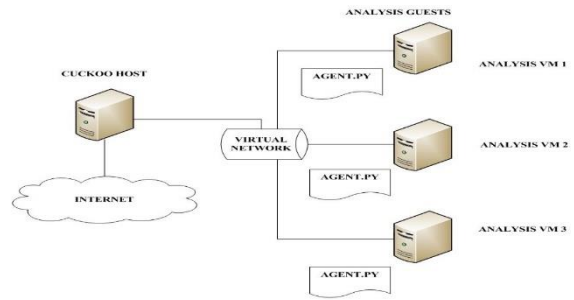 ANALYSIS GUESTS
CUCKOO HOST
AGENT.PY
ANALYSIS VM 1
VIRTUAL
NETWORK
ANALYSIS VM 2
AGENT.PY
INTERNET
ANALYSIS VM 3
AGENT.PY